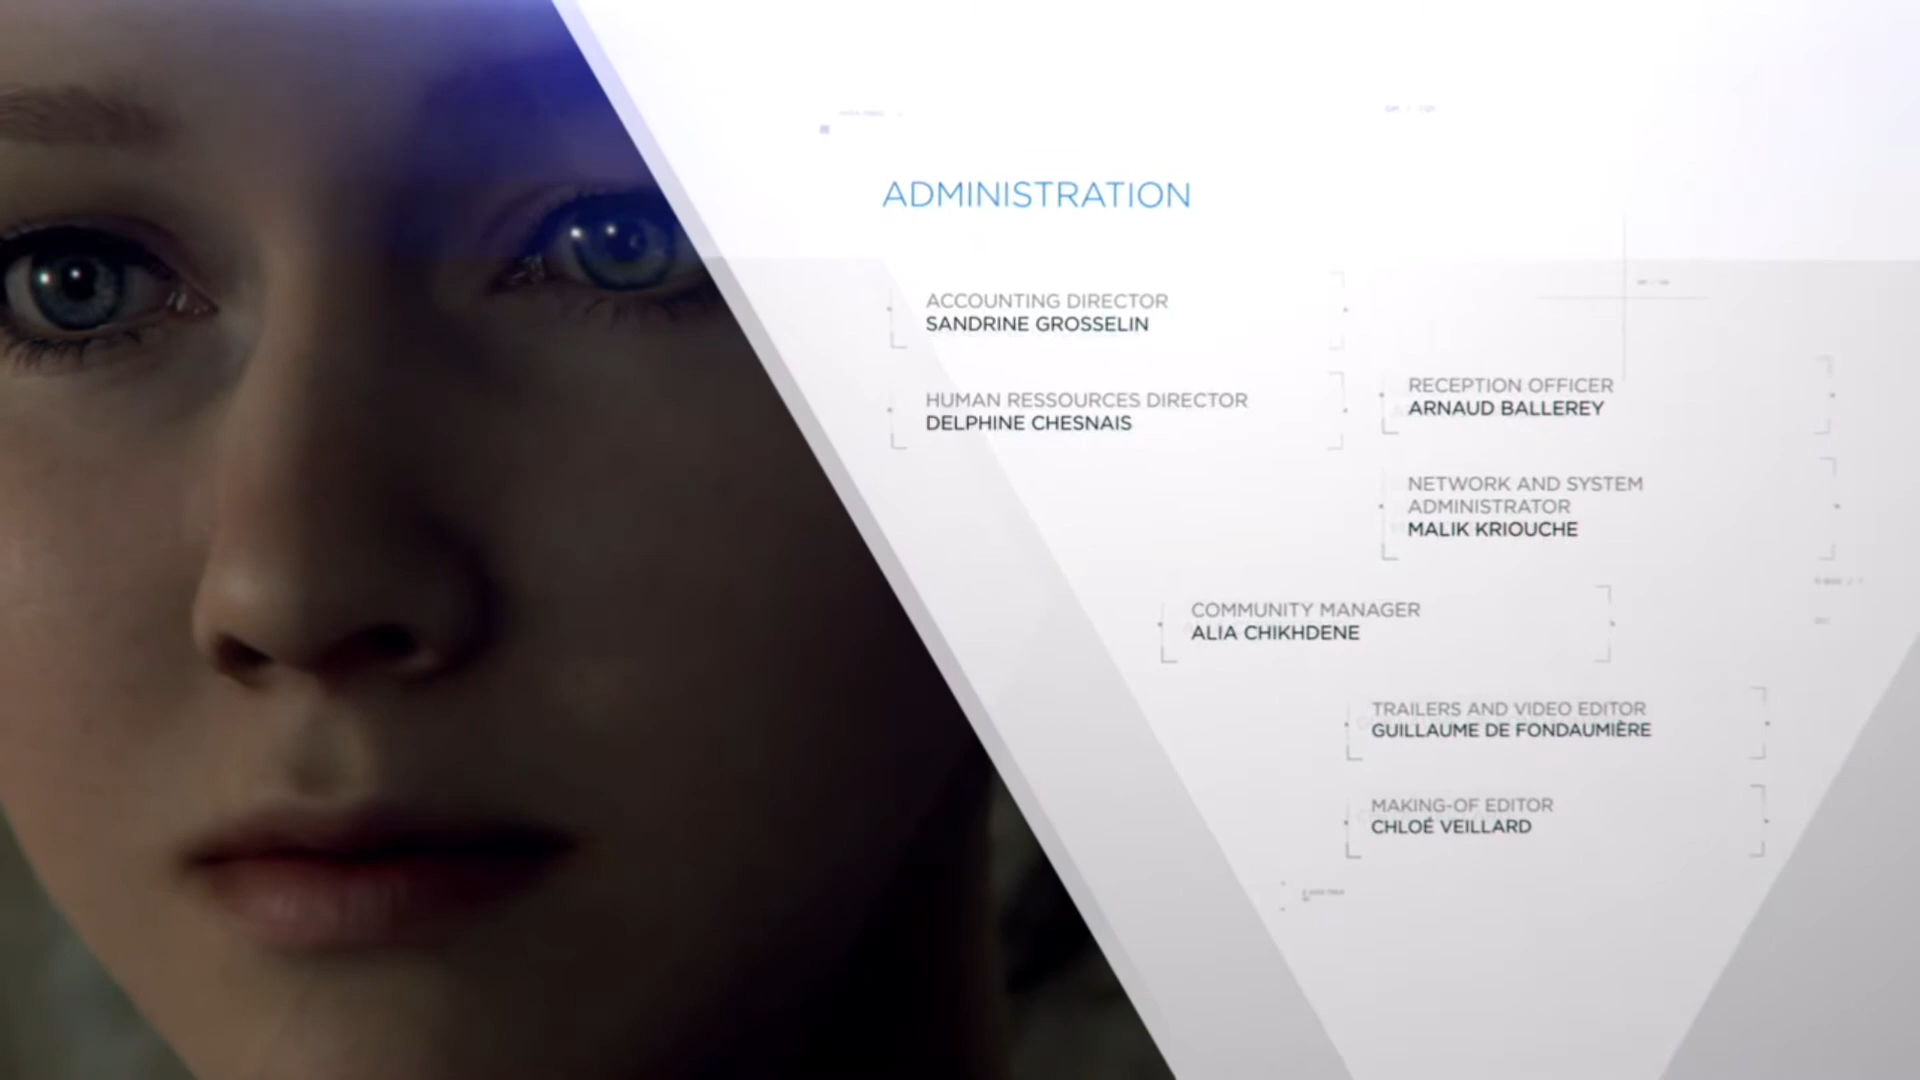 ADMINISTRATION
ACCOUNTING DIRECTOR
SANDRINE GROSSELIN
HUMAN RESSOURCES DIRECTOR
DELPHINE CHESNAIS
RECEPTION OFFICER
ARNAUD BALLEREY
NETWORK AND SYSTEM
ADMINISTRATOR
MALIK KRIOUCHE
COMMUNITY MANAGER
ALIA CHIKHDENE
TRAILERS AND VIDEO EDITOR
GUILLAUME DE FONDAUMIÈRE
MAKING-OF EDITOR
CHLOÉ VEILLARD